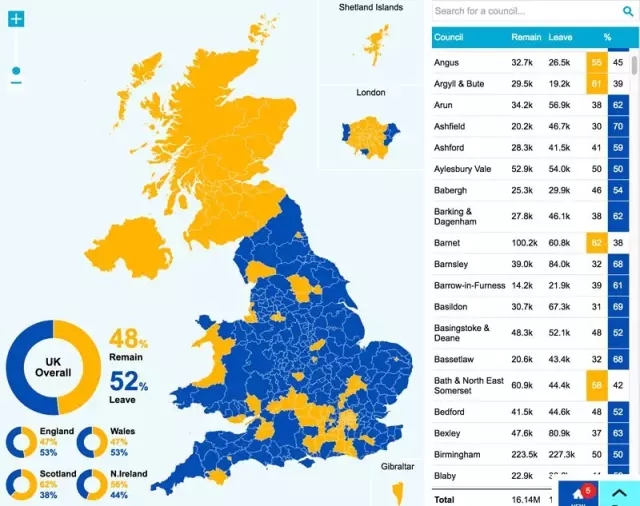 Shetland Islands
London
UK
Overall
48%
Remain
52%
Leave
England
47%
53%
Wales
47%
53%
Scotland
62%
38%
N.Ireland
56%
44%
Gibraltar
Search for a council...
Council Remain Leave %
Angus 32.7k 26.5k 55 45
Argyll & Bute 29.5k 19.2k 61 39
Arun 34.2k 56.9k 38 62
Ashfield 20.2k 46.7k 30 70
Ashford 28.3k 41.5k 41 59
Aylesbury Vale 52.9k 54.0k 50 50
Babergh 25.3k 29.9k 46 54
Barking &
Dagenham 27.8k 46.1k 38 62
Barnet 100.2k 60.8k 62 38
Barnsley 39.0k 84.0k 32 68
Barrow-in-Furness 14.2k 21.9k 39 61
Basildon 30.7k 67.3k 31 69
Basingstoke &
Deane 48.3k 52.1k 48 52
Bassetlaw 20.6k 43.4k 32 68
Bath & North East
Somerset 60.9k 44.4k 58 42
Bedford 41.5k 44.6k 48 52
Bexley 47.6k 80.9k 37 63
Birmingham 223.5k 227.3k 50 50
Blaby 22.9k
Total 16.14M 1
5